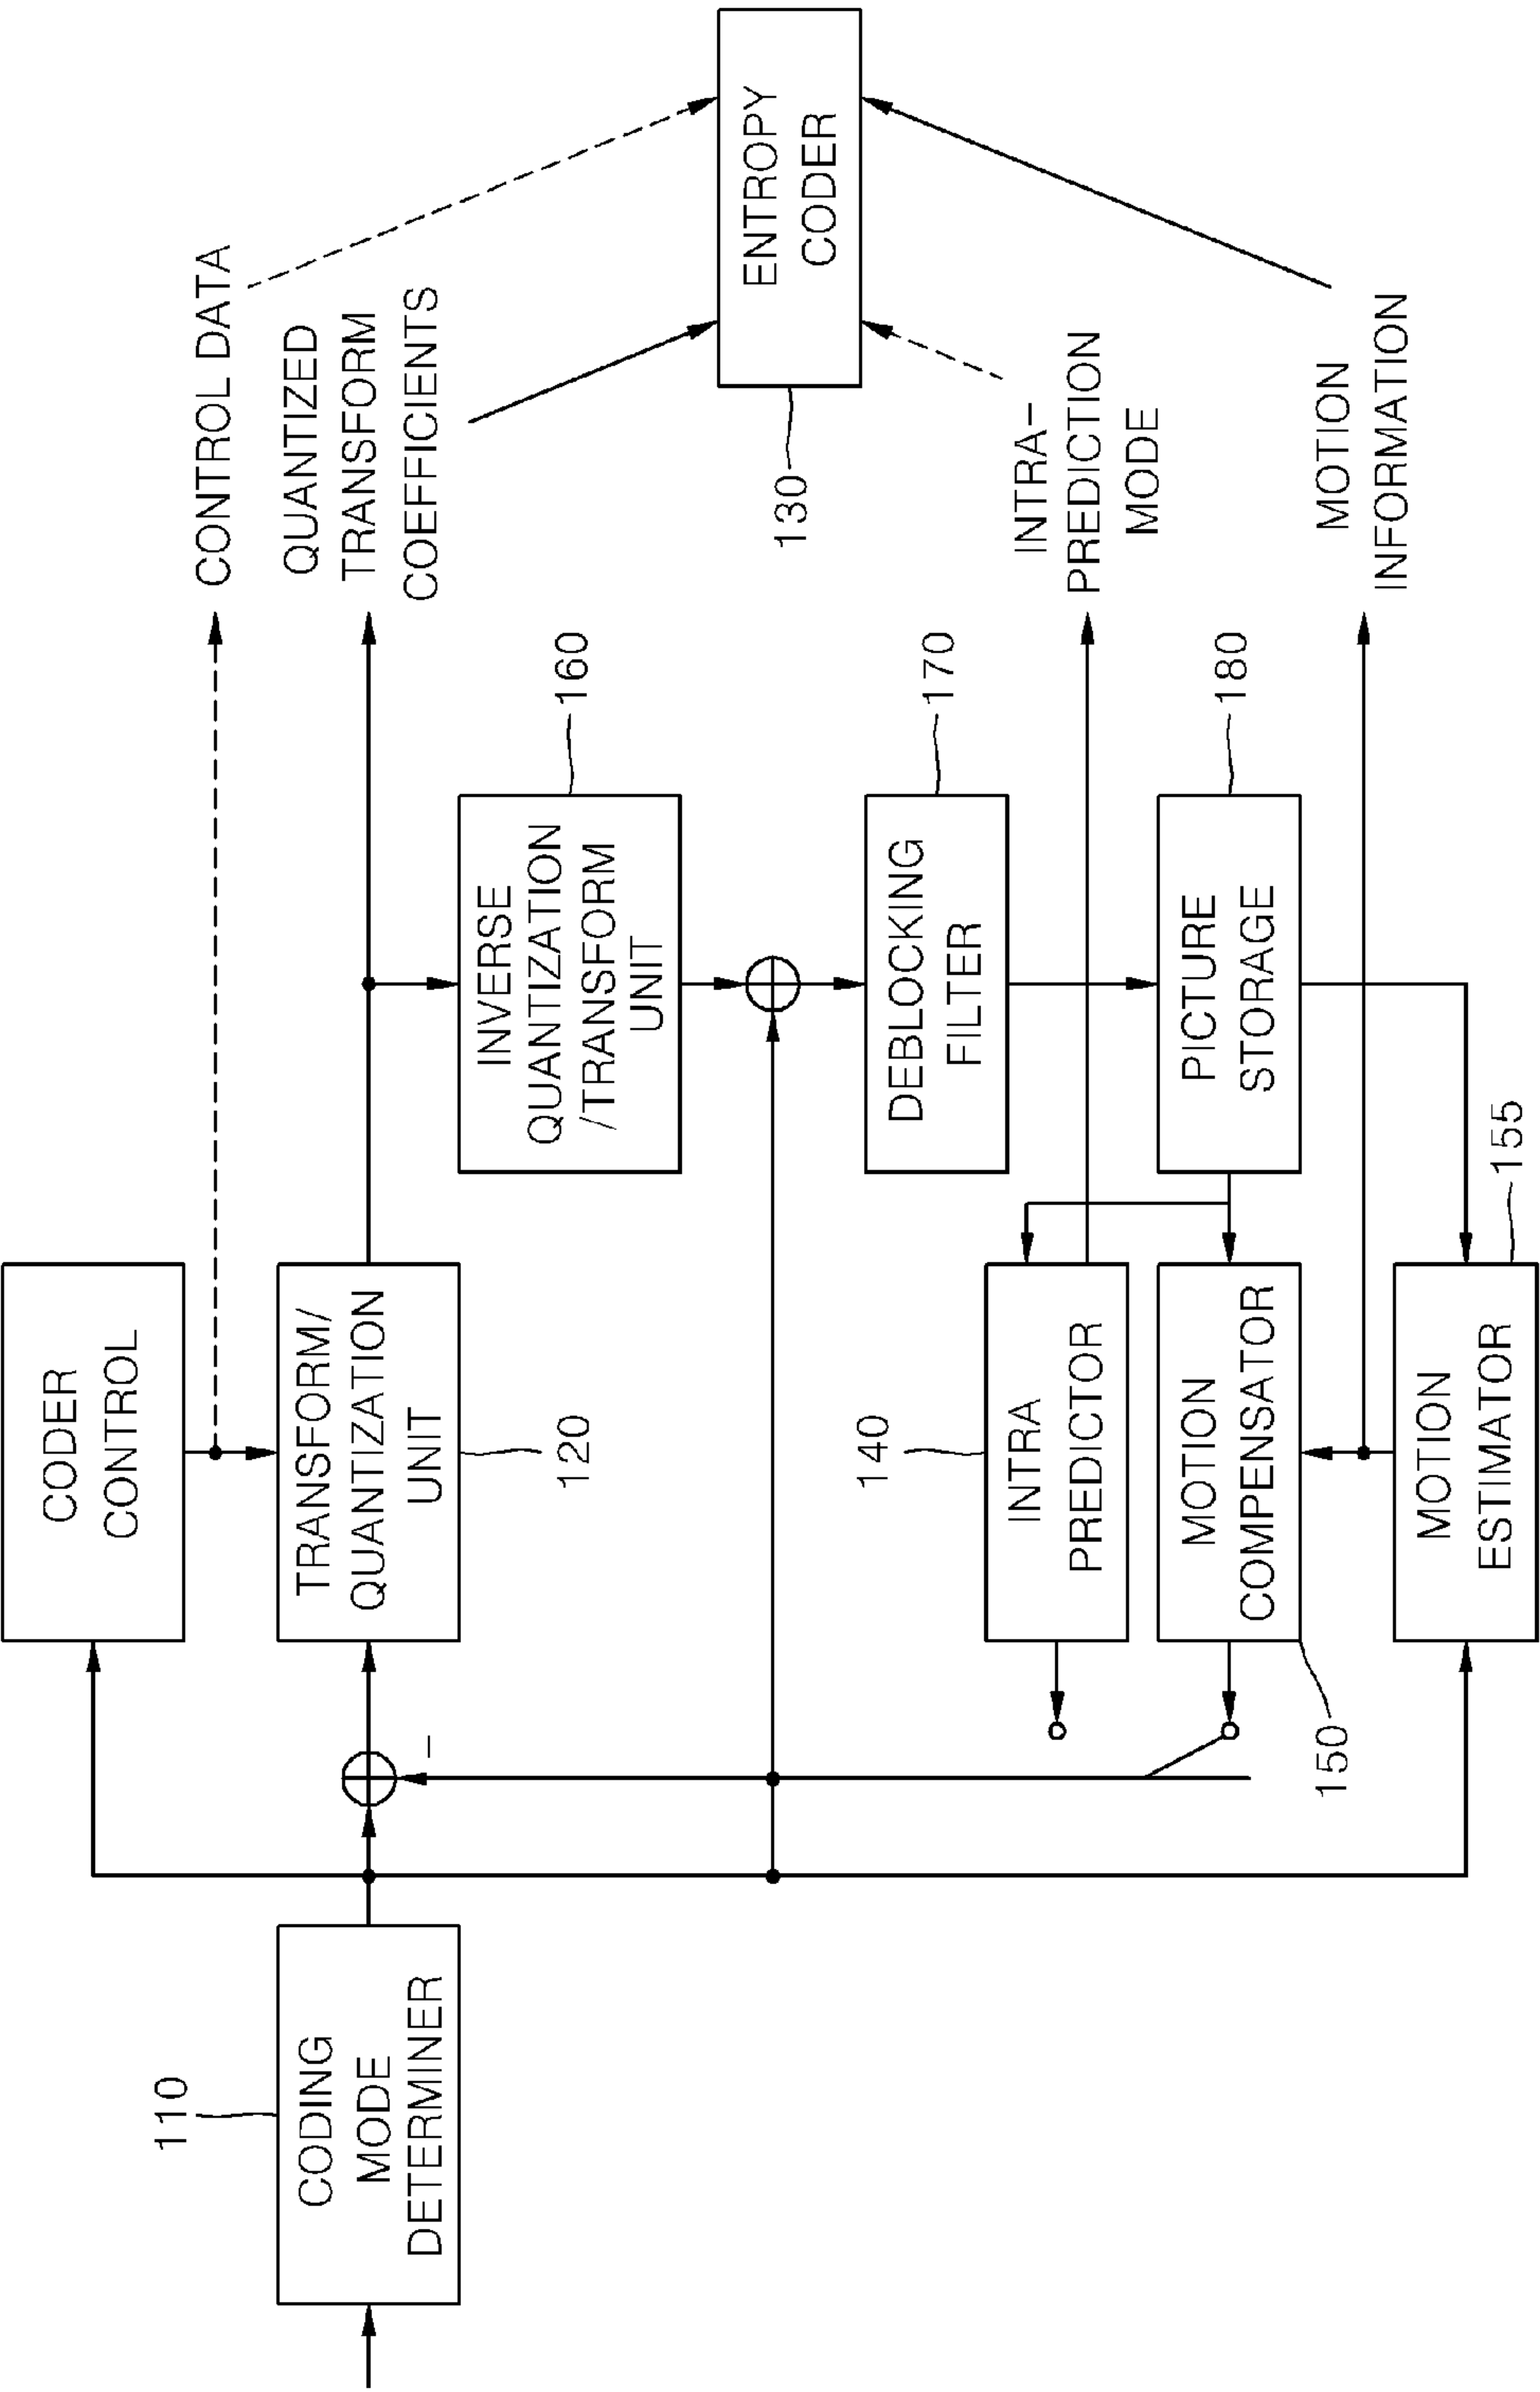 110
CODING
MODE
DETERMINER
CODER
CONTROL
TRANSFORM/
QUANTIZATION
UNIT
120
CONTROL DATA
QUANTIZED
TRANSFORM
COEFFICIENTS
INVERSE
QUANTIZATION
/TRANSFORM
UNIT
160
–
DEBLOCKING
FILTER
170
ENTROPY
CODER
130
140
INTRA
PREDICTOR
INTRA–
PREDICTION
MODE
MOTION
COMPENSATOR
150
PICTURE
STORAGE
180
MOTION
INFORMATION
MOTION
ESTIMATOR
155